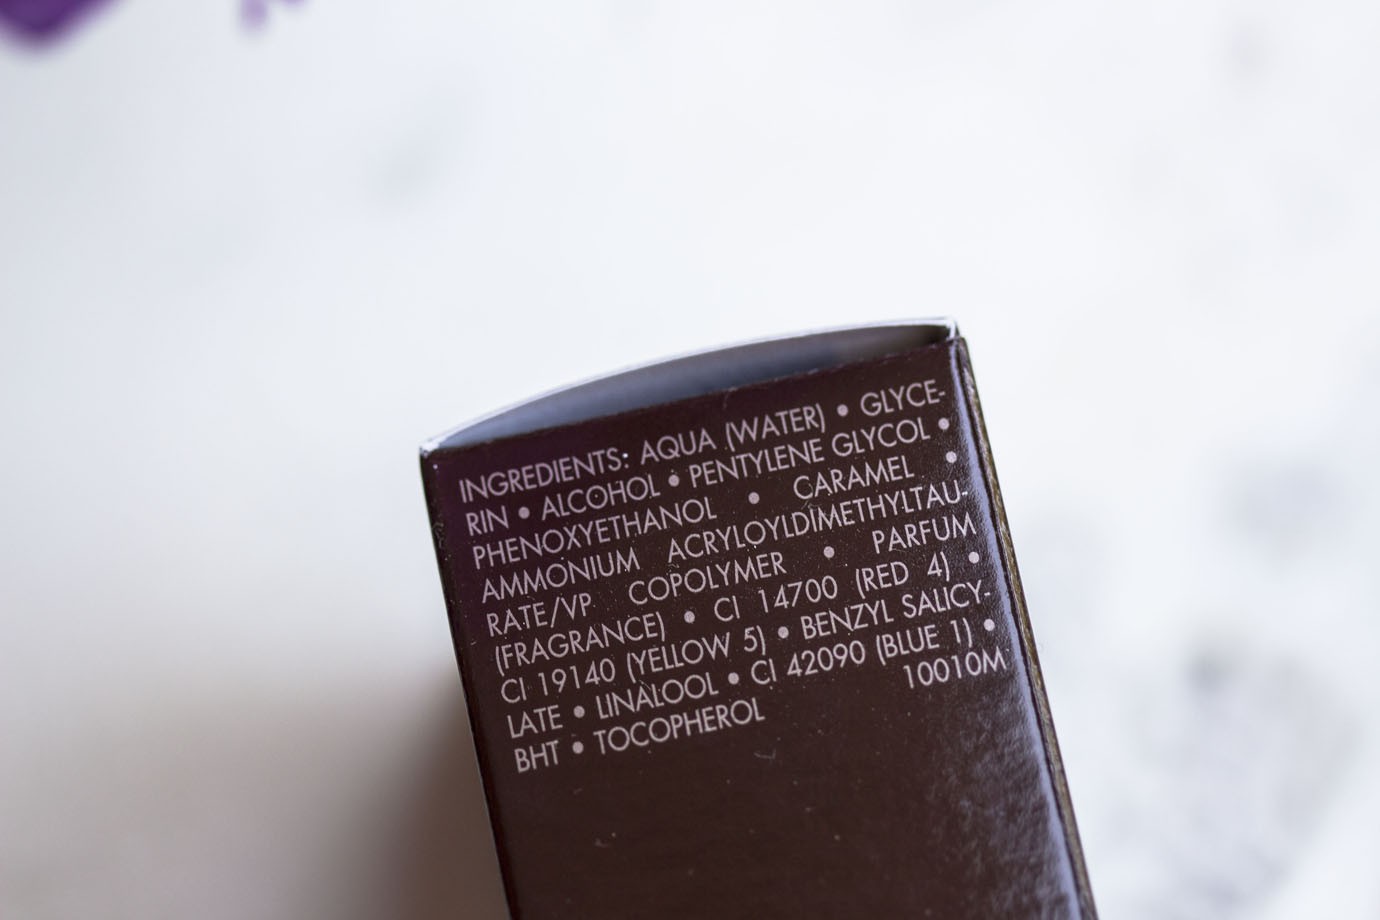 INGREDIENTS: AQUA (WATER) • GLYCE-
RIN • ALCOHOL • PENTYLENE GLYCOL •
PHENOXYETHANOL • CARAMEL •
AMMONIUM ACRYLOYLDIMETHYLTAU-
RATE/VP COPOLYMER • PARFUM
(FRAGRANCE) • CI 14700 (RED 4) •
CI 19140 (YELLOW 5) • BENZYL SALICY-
LATE • LINALOOL • CI 42090 (BLUE 1) •
BHT • TOCOPHEROL 10010M